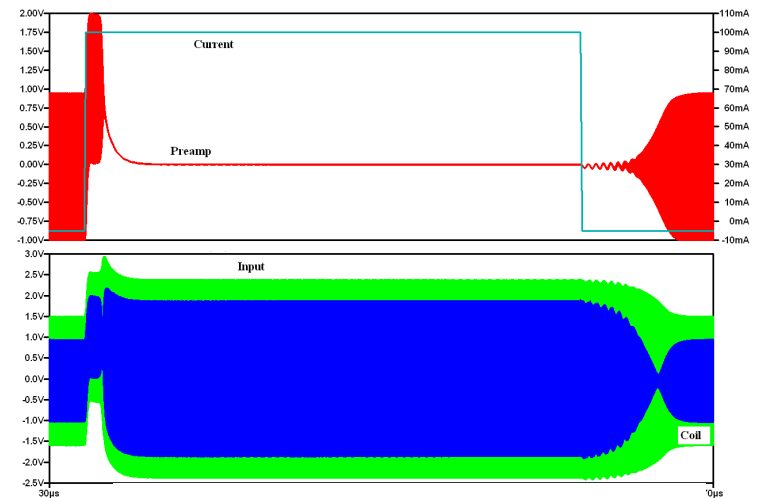 2.00V 110mA
1.75V Current 100mA
1.50V 90mA
1.25V 80mA
1.00V 70mA
0.75V 60mA
0.50V 50mA
0.25V Preamp 40mA
0.00V 30mA
-0.25V 20mA
-0.50V 10mA
-0.75V 0mA
-1.00V -10mA
3.0V Input
2.5V
2.0V
1.5V
1.0V
0.5V
0.0V
-0.5V
-1.0V
-1.5V Coil
-2.0V
-2.5V
30µs 0µs